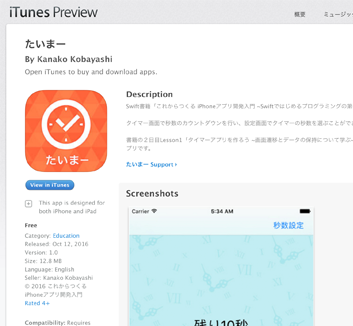 iTunes Preview
概要
ミュージッ
たいまー
By Kanako Kobayashi
Open iTunes to buy and download apps.
たいまー
View in iTunes
This app is designed for
both iPhone and iPad
Free
Category: Education
Released: Oct 12, 2016
Version: 1.0
Size: 12.8 MB
Language: English
Seller: Kanako Kobayashi
© 2016 これからつくる
iPhoneアプリ開発入門
Rated 4+
Compatibility: Requires
Description
Swift書籍「これからつくる iPhoneアプリ開発入門 ~Swiftではじめるプログラミングの
タイマー画面で秒数のカウントダウンを行い、設定画面でタイマーの秒数を選ぶことが
書籍の2日目Lesson1「タイマーアプリを作ろう ~画面遷移とデータの保持について学
プリです。
たいまー Support
Screenshots
Carrier
5:34 AM
秒数設定
残り10秒